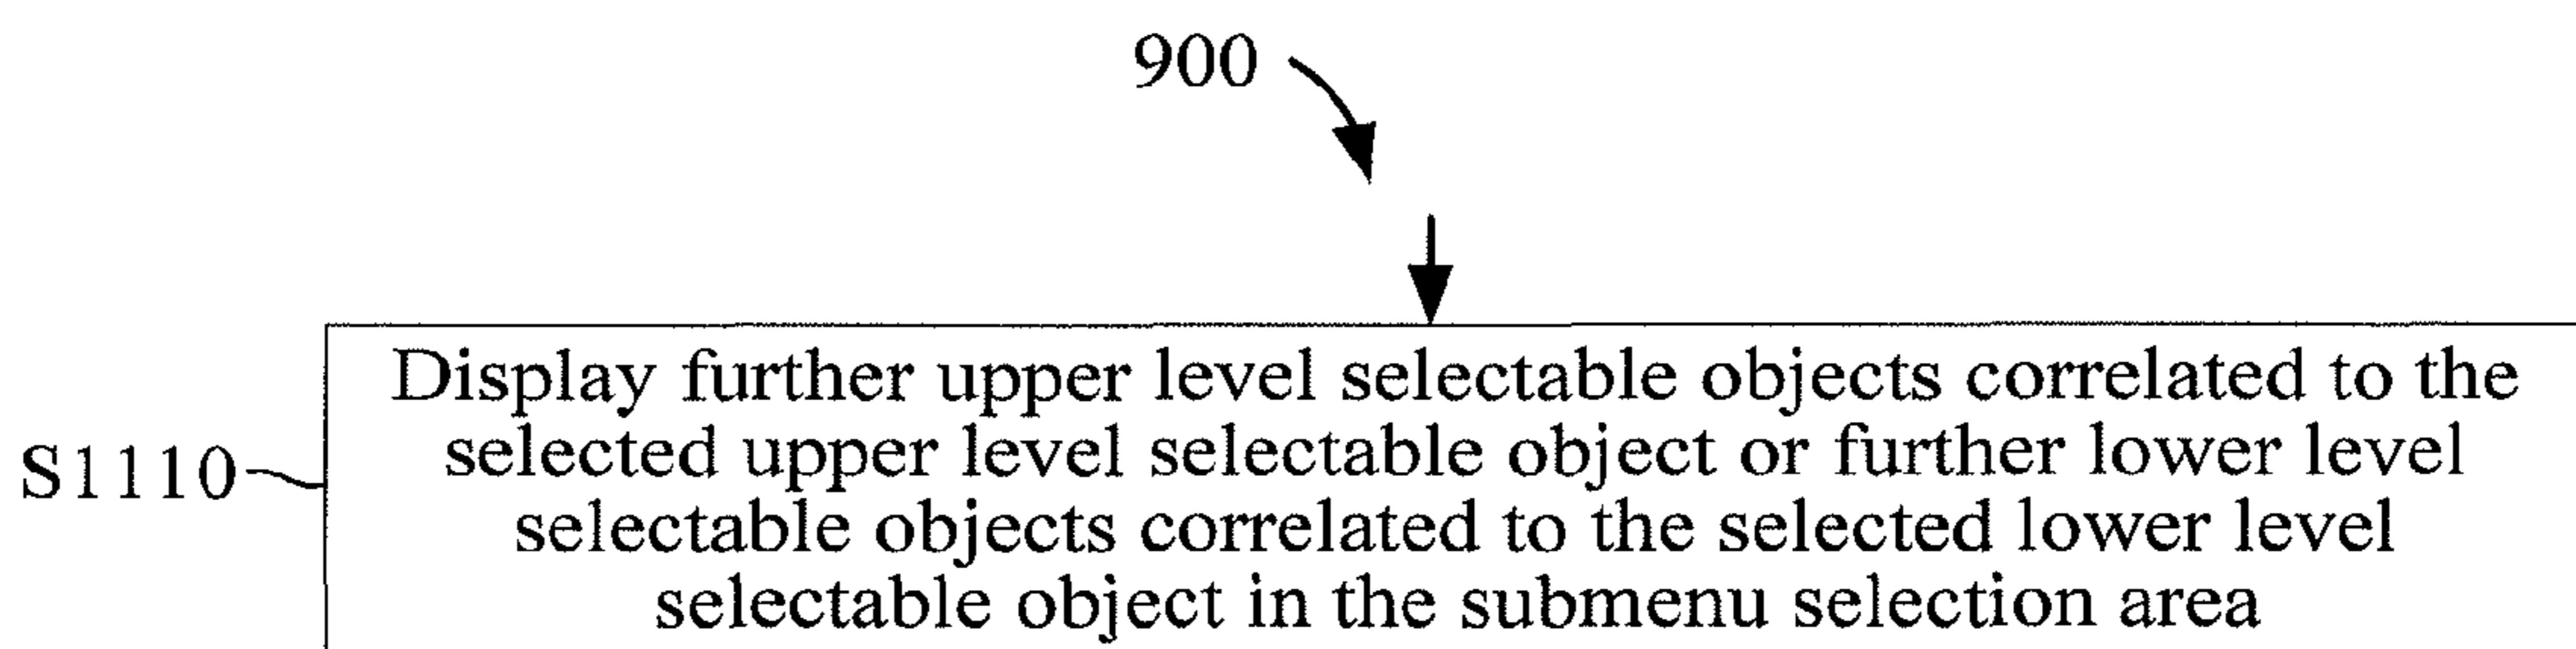 900
Display further upper level selectable objects correlated to the
selected upper level selectable object or further lower level
S1110
selectable objects correlated to the selected lower level
selectable object in the submenu selection area